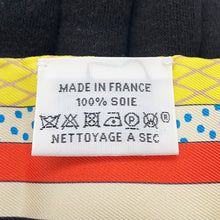 MADE IN FRANCE
100% SOIE
NETTOYAGE A SEC